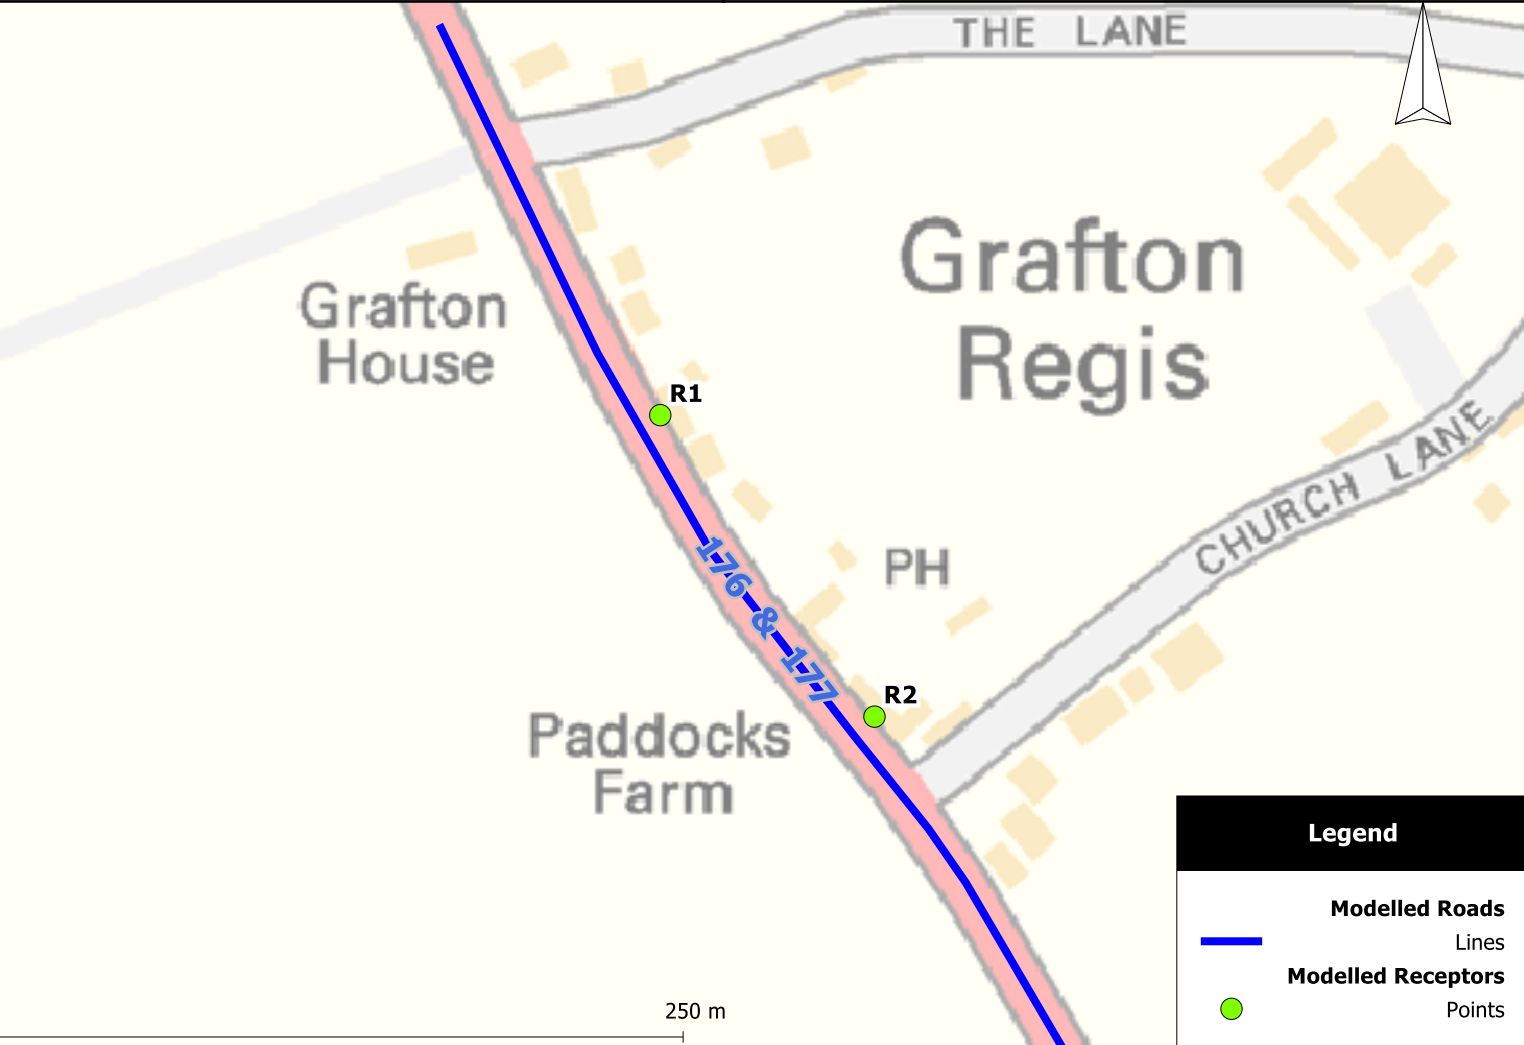 THE LANE
Grafton
House
Grafton
Regis
R1
CHURCH LANE
PH
176 & 177
R2
Paddocks
Farm
250 m
Legend
Modelled Roads
Lines
Modelled Receptors
Points